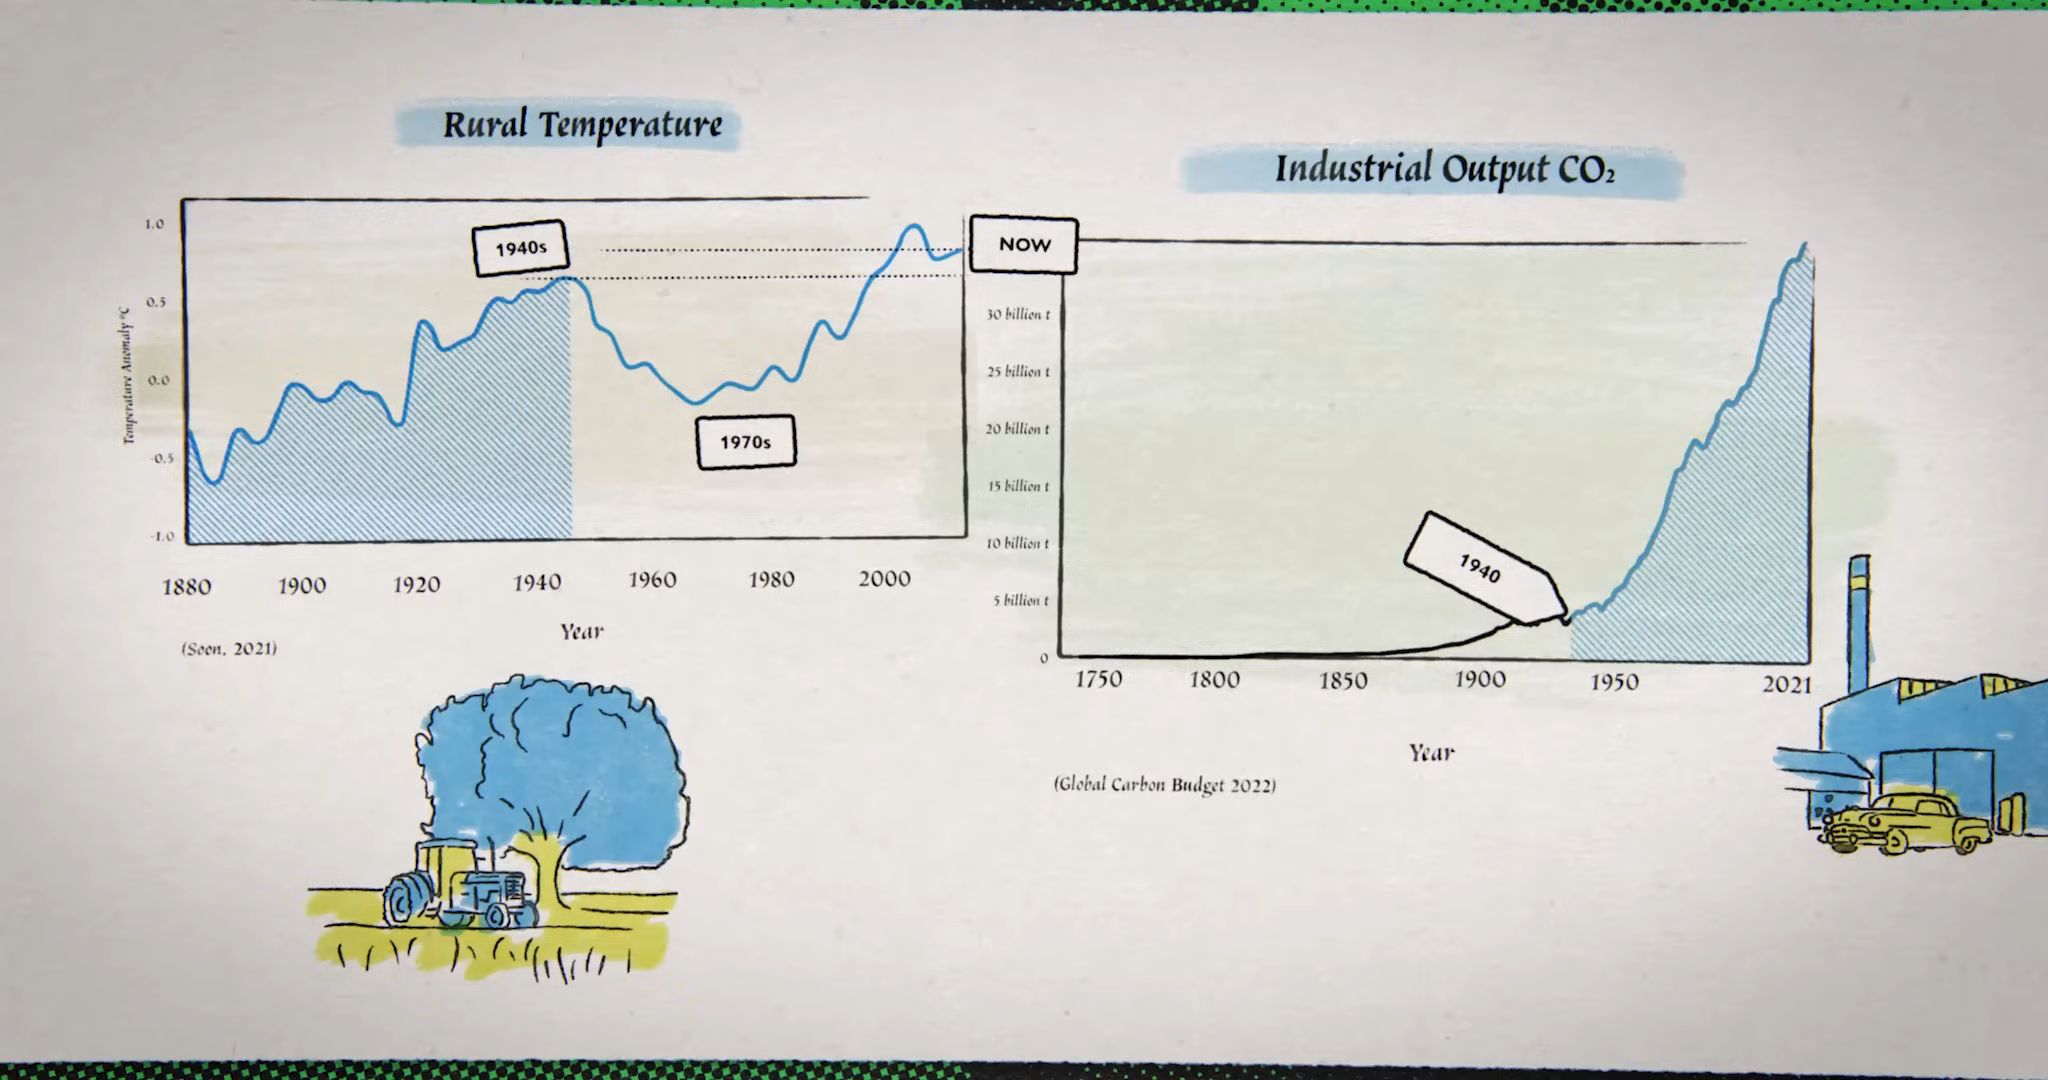 Rural Temperature
1.0
0.5
0.0
-0.5
-1.0
Temperature Anomaly °C
1940s
1970s
NOW
1880 1900 1920 1940 1960 1980 2000
Year
(Soon, 2021)
Industrial Output CO₂
30 billion t
25 billion t
20 billion t
15 billion t
10 billion t
5 billion t
0
1940
1750 1800 1850 1900 1950 2021
Year
(Global Carbon Budget 2022)